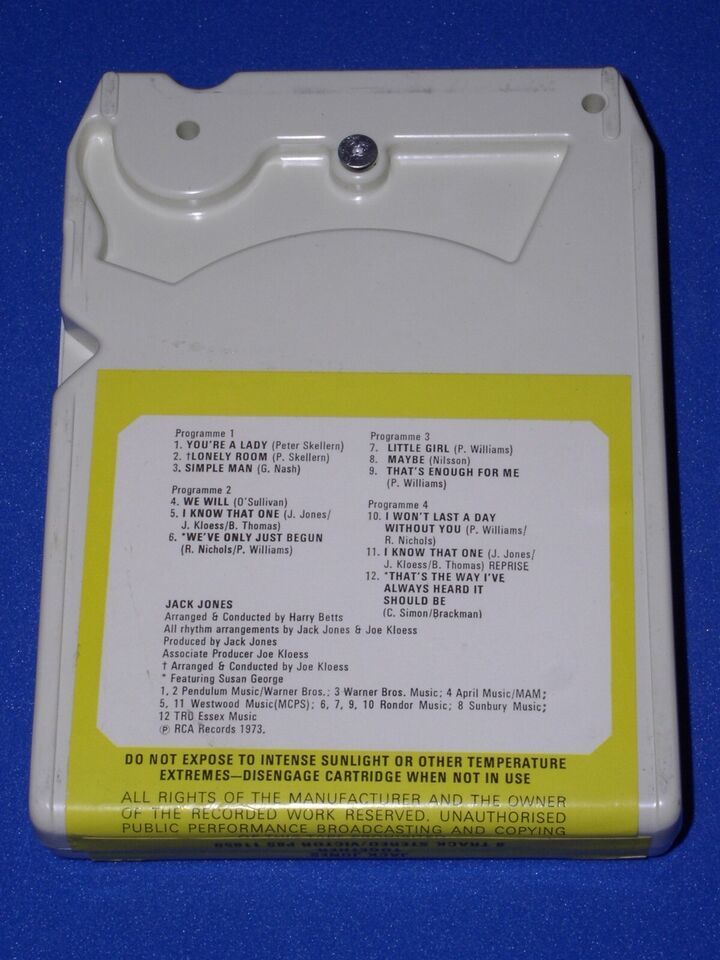 Programme 1
1. YOU'RE A LADY (Peter Skellern)
2. †LONELY ROOM (P. Skellern)
3. SIMPLE MAN (G. Nash)
Programme 2
4. WE WILL (O'Sullivan)
5. I KNOW THAT ONE (J. Jones/
J. Kloess/B. Thomas)
6. *WE'VE ONLY JUST BEGUN
(R. Nichols/P. Williams)
Programme 3
7. LITTLE GIRL (P. Williams)
8. MAYBE (Nilsson)
9. THAT'S ENOUGH FOR ME
(P. Williams)
Programme 4
10. I WON'T LAST A DAY
WITHOUT YOU (P. Williams/
R. Nichols)
11. I KNOW THAT ONE (J. Jones/
J. Kloess/B. Thomas) REPRISE
12. *THAT'S THE WAY I'VE
ALWAYS HEARD IT
SHOULD BE
(C. Simon/Brackman)
JACK JONES
Arranged & Conducted by Harry Betts
All rhythm arrangements by Jack Jones & Joe Kloess
Produced by Jack Jones
Associate Producer Joe Kloess
† Arranged & Conducted by Joe Kloess
* Featuring Susan George
1, 2 Pendulum Music/Warner Bros.; 3 Warner Bros. Music; 4 April Music/MAM;
5, 11 Westwood Music(MCPS); 6, 7, 9, 10 Rondor Music; 8 Sunbury Music;
12 TRO Essex Music
℗ RCA Records 1973.
DO NOT EXPOSE TO INTENSE SUNLIGHT OR OTHER TEMPERATURE
EXTREMES—DISENGAGE CARTRIDGE WHEN NOT IN USE
ALL RIGHTS OF THE MANUFACTURER AND THE OWNER
OF THE RECORDED WORK RESERVED. UNAUTHORISED
PUBLIC PERFORMANCE BROADCASTING AND COPYING
8 TRACK STEREO/VICTOR P8S 11858
TOGETHER
JACK JONES